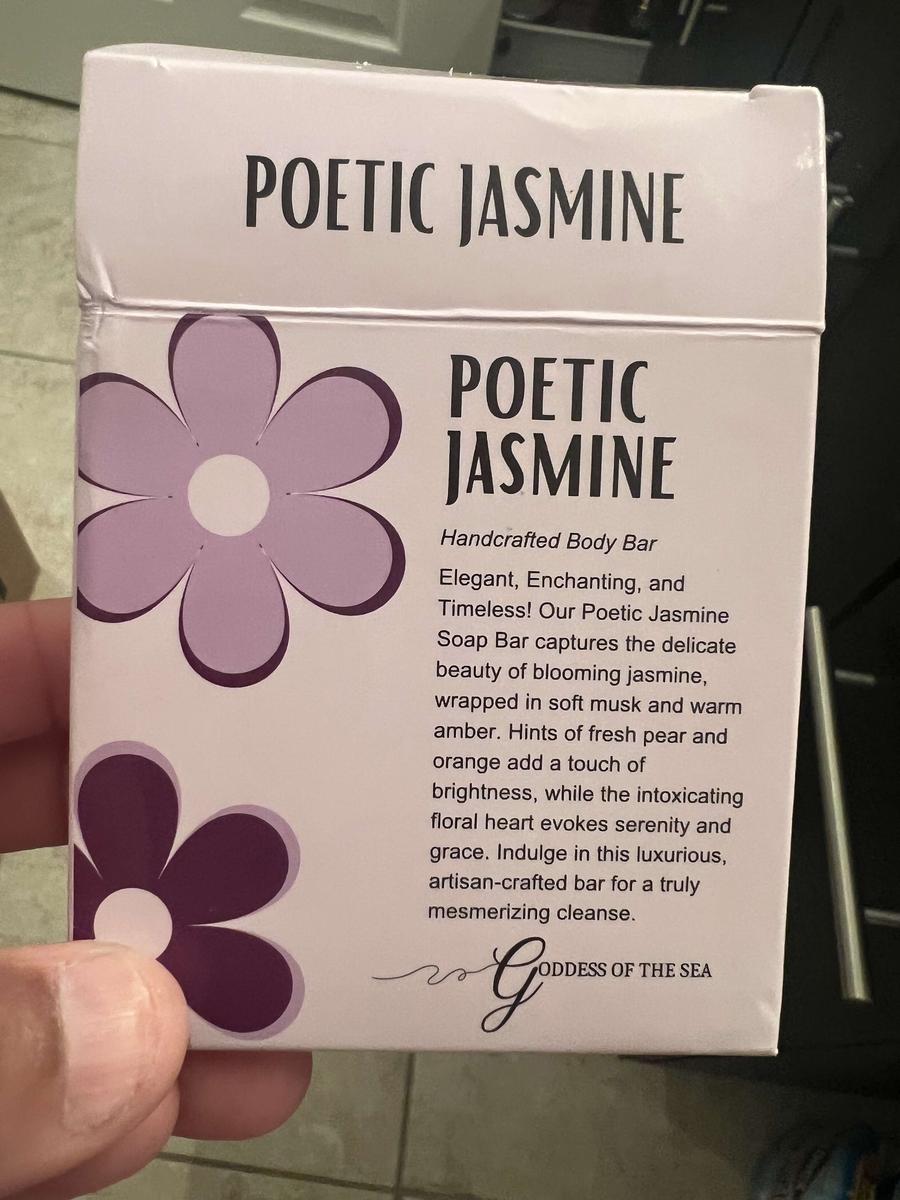 POETIC JASMINE
POETIC
JASMINE
Handcrafted Body Bar
Elegant, Enchanting, and
Timeless! Our Poetic Jasmine
Soap Bar captures the delicate
beauty of blooming jasmine,
wrapped in soft musk and warm
amber. Hints of fresh pear and
orange add a touch of
brightness, while the intoxicating
floral heart evokes serenity and
grace. Indulge in this luxurious,
artisan-crafted bar for a truly
mesmerizing cleanse.
GODDESS OF THE SEA